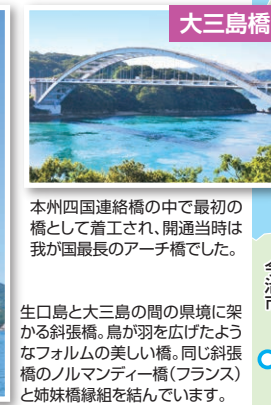 大三島橋
本州四国連絡橋の中で最初の
橋として着工され、開通当時は
我が国最長のアーチ橋でした。
生口島と大三島の間の県境に架
かる斜張橋。鳥が羽を広げたよう
なフォルムの美しい橋。同じ斜張
橋のノルマンディー橋(フランス)
と姉妹橋縁組を結んでいます。